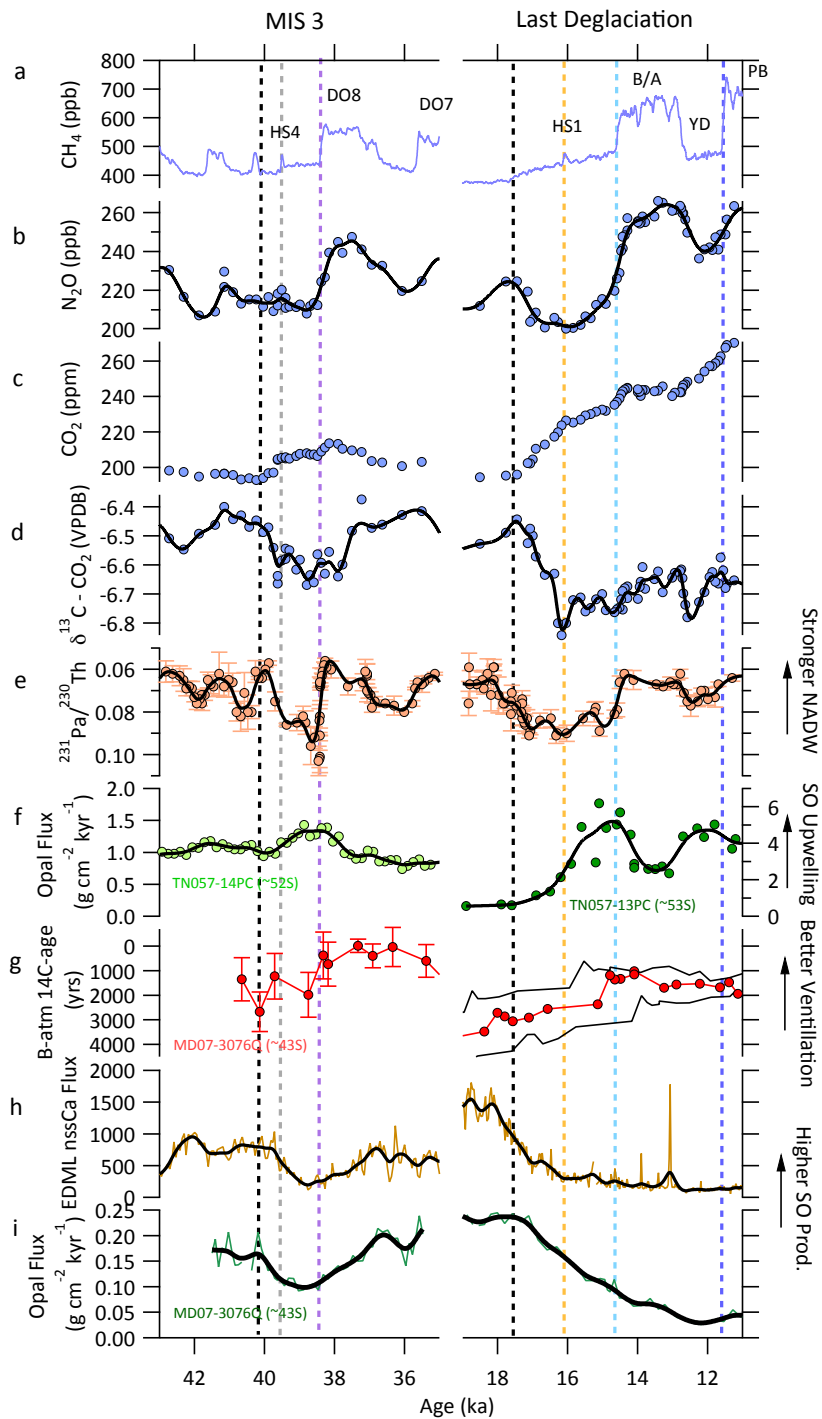 MIS 3
Last Deglaciation
a
CH4 (ppb)
800
700
600
500
400
HS4
DO8
DO7
HS1
B/A
YD
PB
b
N2O (ppb)
260
240
220
200
c
CO2 (ppm)
260
240
220
200
d
δ13C - CO2 (VPDB)
-6.4
-6.5
-6.6
-6.7
-6.8
e
231Pa/230Th
0.06
0.08
0.10
Stronger NADW
f
Opal Flux
(g cm-2 kyr-1)
2.0
1.5
1.0
0.5
0.0
TN057-14PC (~52S)
TN057-13PC (~53S)
6
4
2
0
SO Upwelling
g
B-atm 14C-age
(yrs)
0
1000
2000
3000
4000
MD07-3076Q (~43S)
Better Ventillation
h
EDML nssCa Flux
2000
1500
1000
500
0
i
Opal Flux
(g cm-2 kyr-1)
0.25
0.20
0.15
0.10
0.05
0.00
MD07-3076Q (~43S)
Higher SO Prod.
42
40
38
36
18
16
14
12
Age (ka)